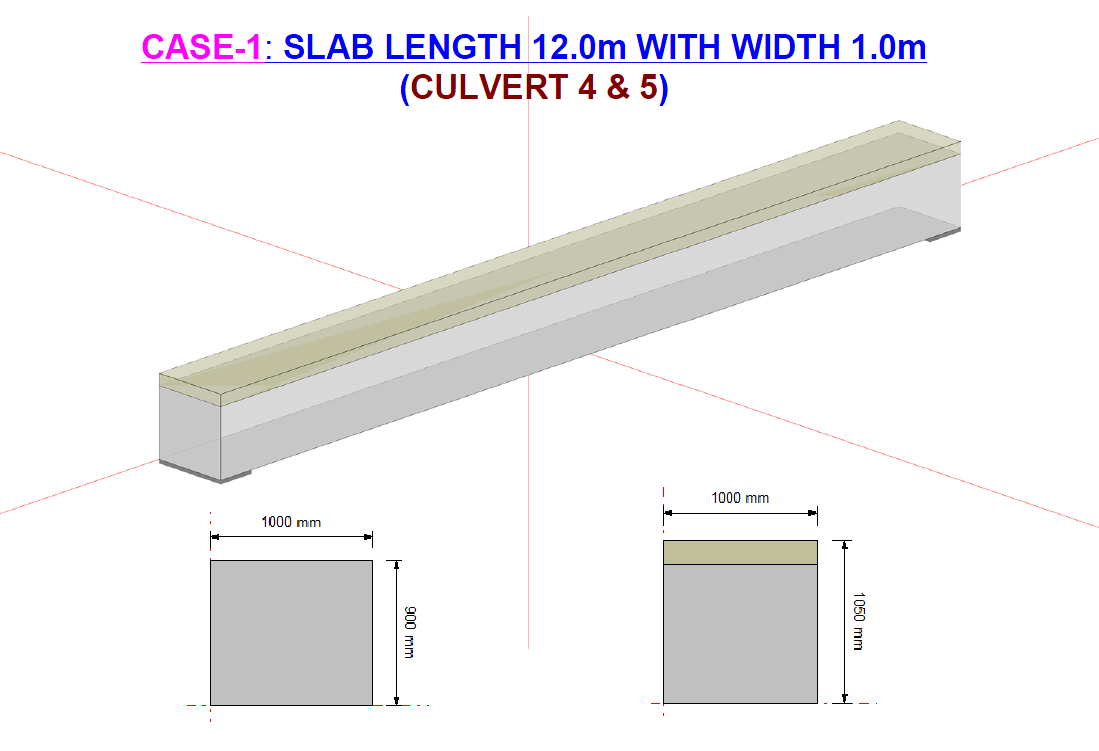 CASE-1: SLAB LENGTH 12.0m WITH WIDTH 1.0m
(CULVERT 4 & 5)
1000 mm
900 mm
1000 mm
1050 mm